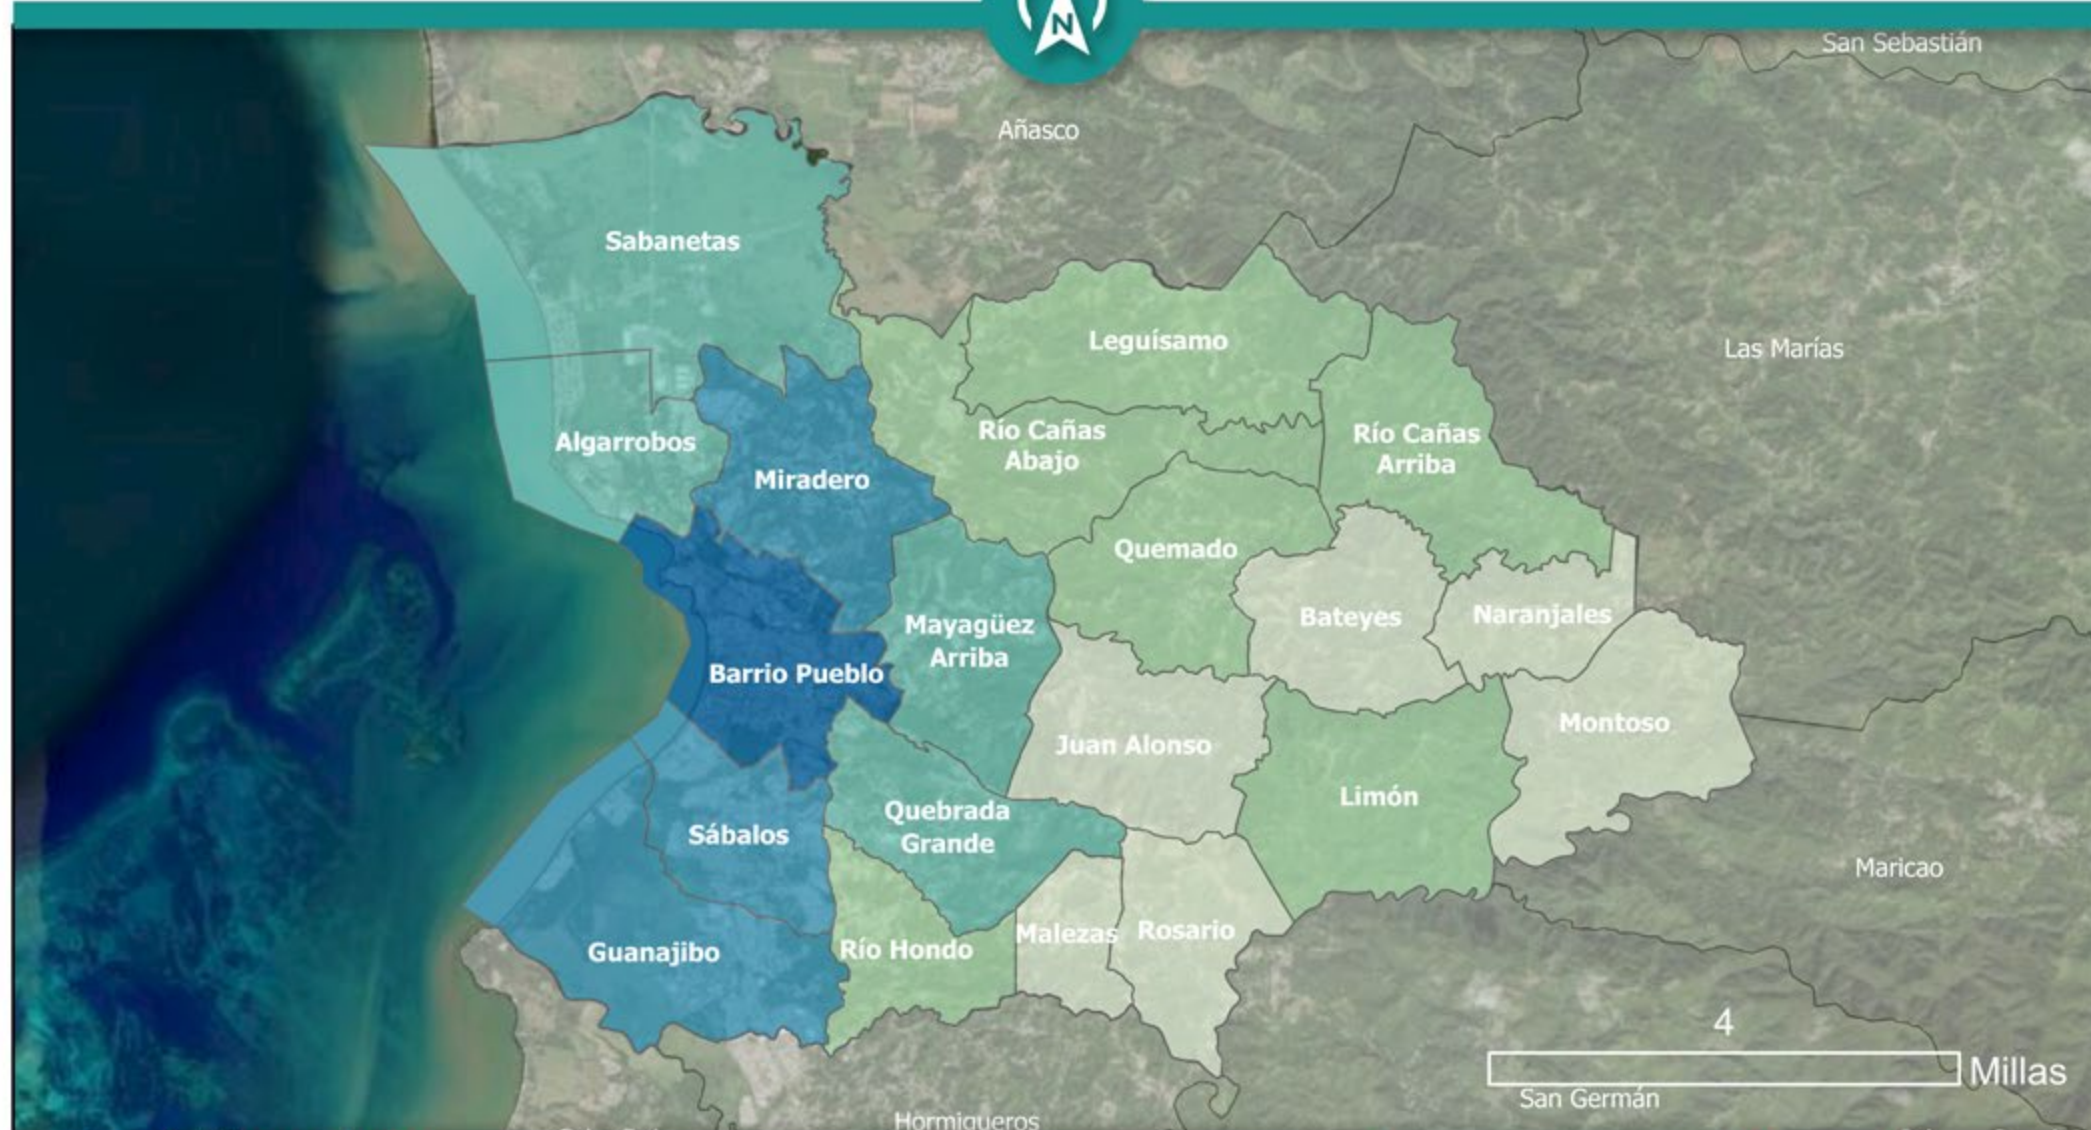 N
San Sebastián
Añasco
Sabanetas
Leguísamo
Las Marías
Algarrobos
Río Cañas
Abajo
Río Cañas
Arriba
Miradero
Quemado
Mayagüez
Arriba
Bateyes
Naranjales
Barrio Pueblo
Juan Alonso
Montoso
Limón
Quebrada
Grande
Sábalos
Maricao
Guanajibo
Río Hondo
Malezas
Rosario
4
Millas
San Germán
Hormigueros